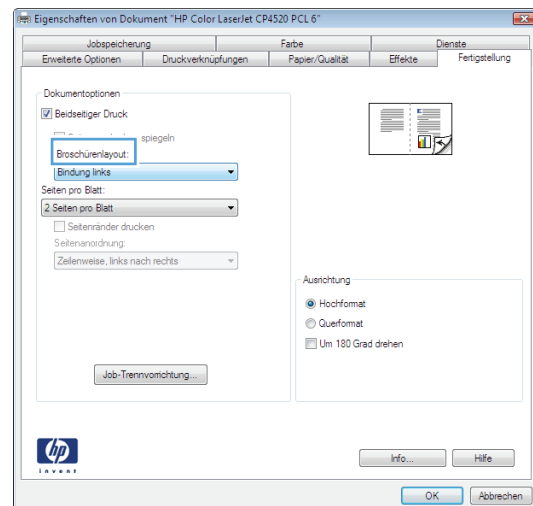 Eigenschaften von Dokument "HP Color LaserJet CP4520 PCL 6"
Jobspeicherung Farbe Dienste
Erweiterte Optionen Druckverknüpfungen Papier/Qualität Effekte Fertigstellung
Dokumentoptionen
Beidseitiger Druck
spiegeln
Broschürenlayout:
Bindung links
Seiten pro Blatt:
2 Seiten pro Blatt
Seitenränder drucken
Seitenanordnung:
Zeilenweise, links nach rechts
Ausrichtung
Hochformat
Querformat
Um 180 Grad drehen
Job-Trennvorrichtung...
hp
invent
Info... Hilfe
OK Abbrechen